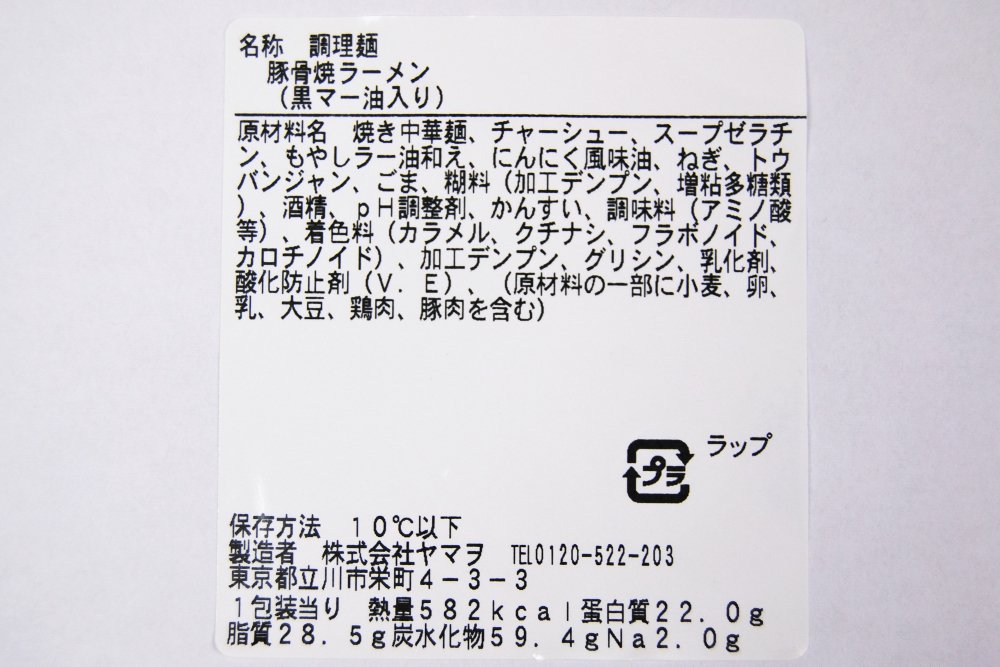 名称　調理麺
豚骨焼ラーメン
（黒マー油入り）
原材料名　焼き中華麺、チャーシュー、スープゼラチ
ン、もやしラー油和え、にんにく風味油、ねぎ、トウ
バンジャン、ごま、糊料（加工デンプン、増粘多糖類
）、酒精、ｐＨ調整剤、かんすい、調味料（アミノ酸
等）、着色料（カラメル、クチナシ、フラボノイド、
カロチノイド）、加工デンプン、グリシン、乳化剤、
酸化防止剤（Ｖ．Ｅ）、（原材料の一部に小麦、卵、
乳、大豆、鶏肉、豚肉を含む）
プラ ラップ
保存方法　１０℃以下
製造者　株式会社ヤマヲ　TEL0120-522-203
東京都立川市栄町４－３－３
１包装当り　熱量５８２ｋｃａｌ蛋白質２２．０ｇ
脂質２８．５ｇ炭水化物５９．４ｇＮａ２．０ｇ